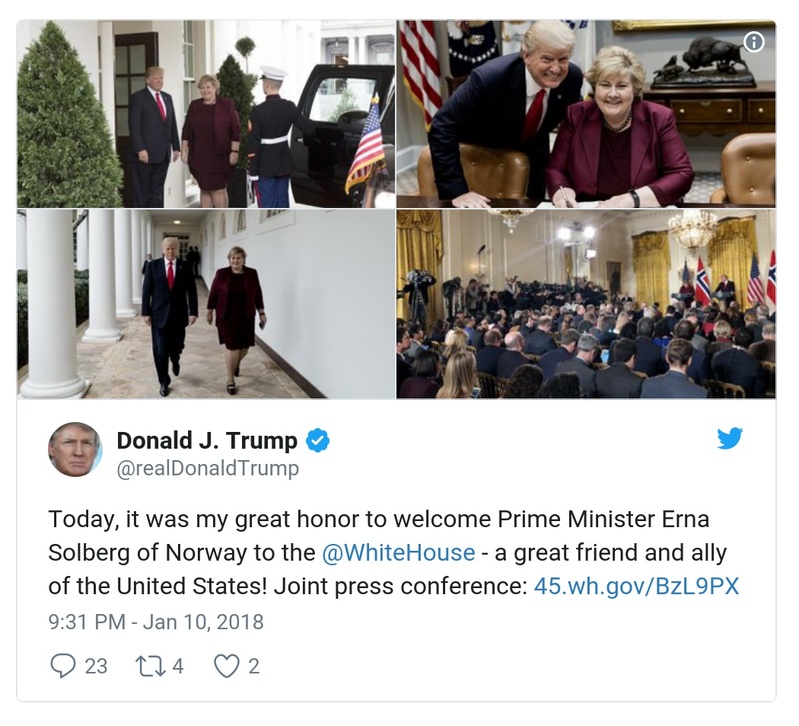 Donald J. Trump
@realDonaldTrump
Today, it was my great honor to welcome Prime Minister Erna
Solberg of Norway to the @WhiteHouse - a great friend and ally
of the United States! Joint press conference: 45.wh.gov/BzL9PX
9:31 PM - Jan 10, 2018
23 4 2